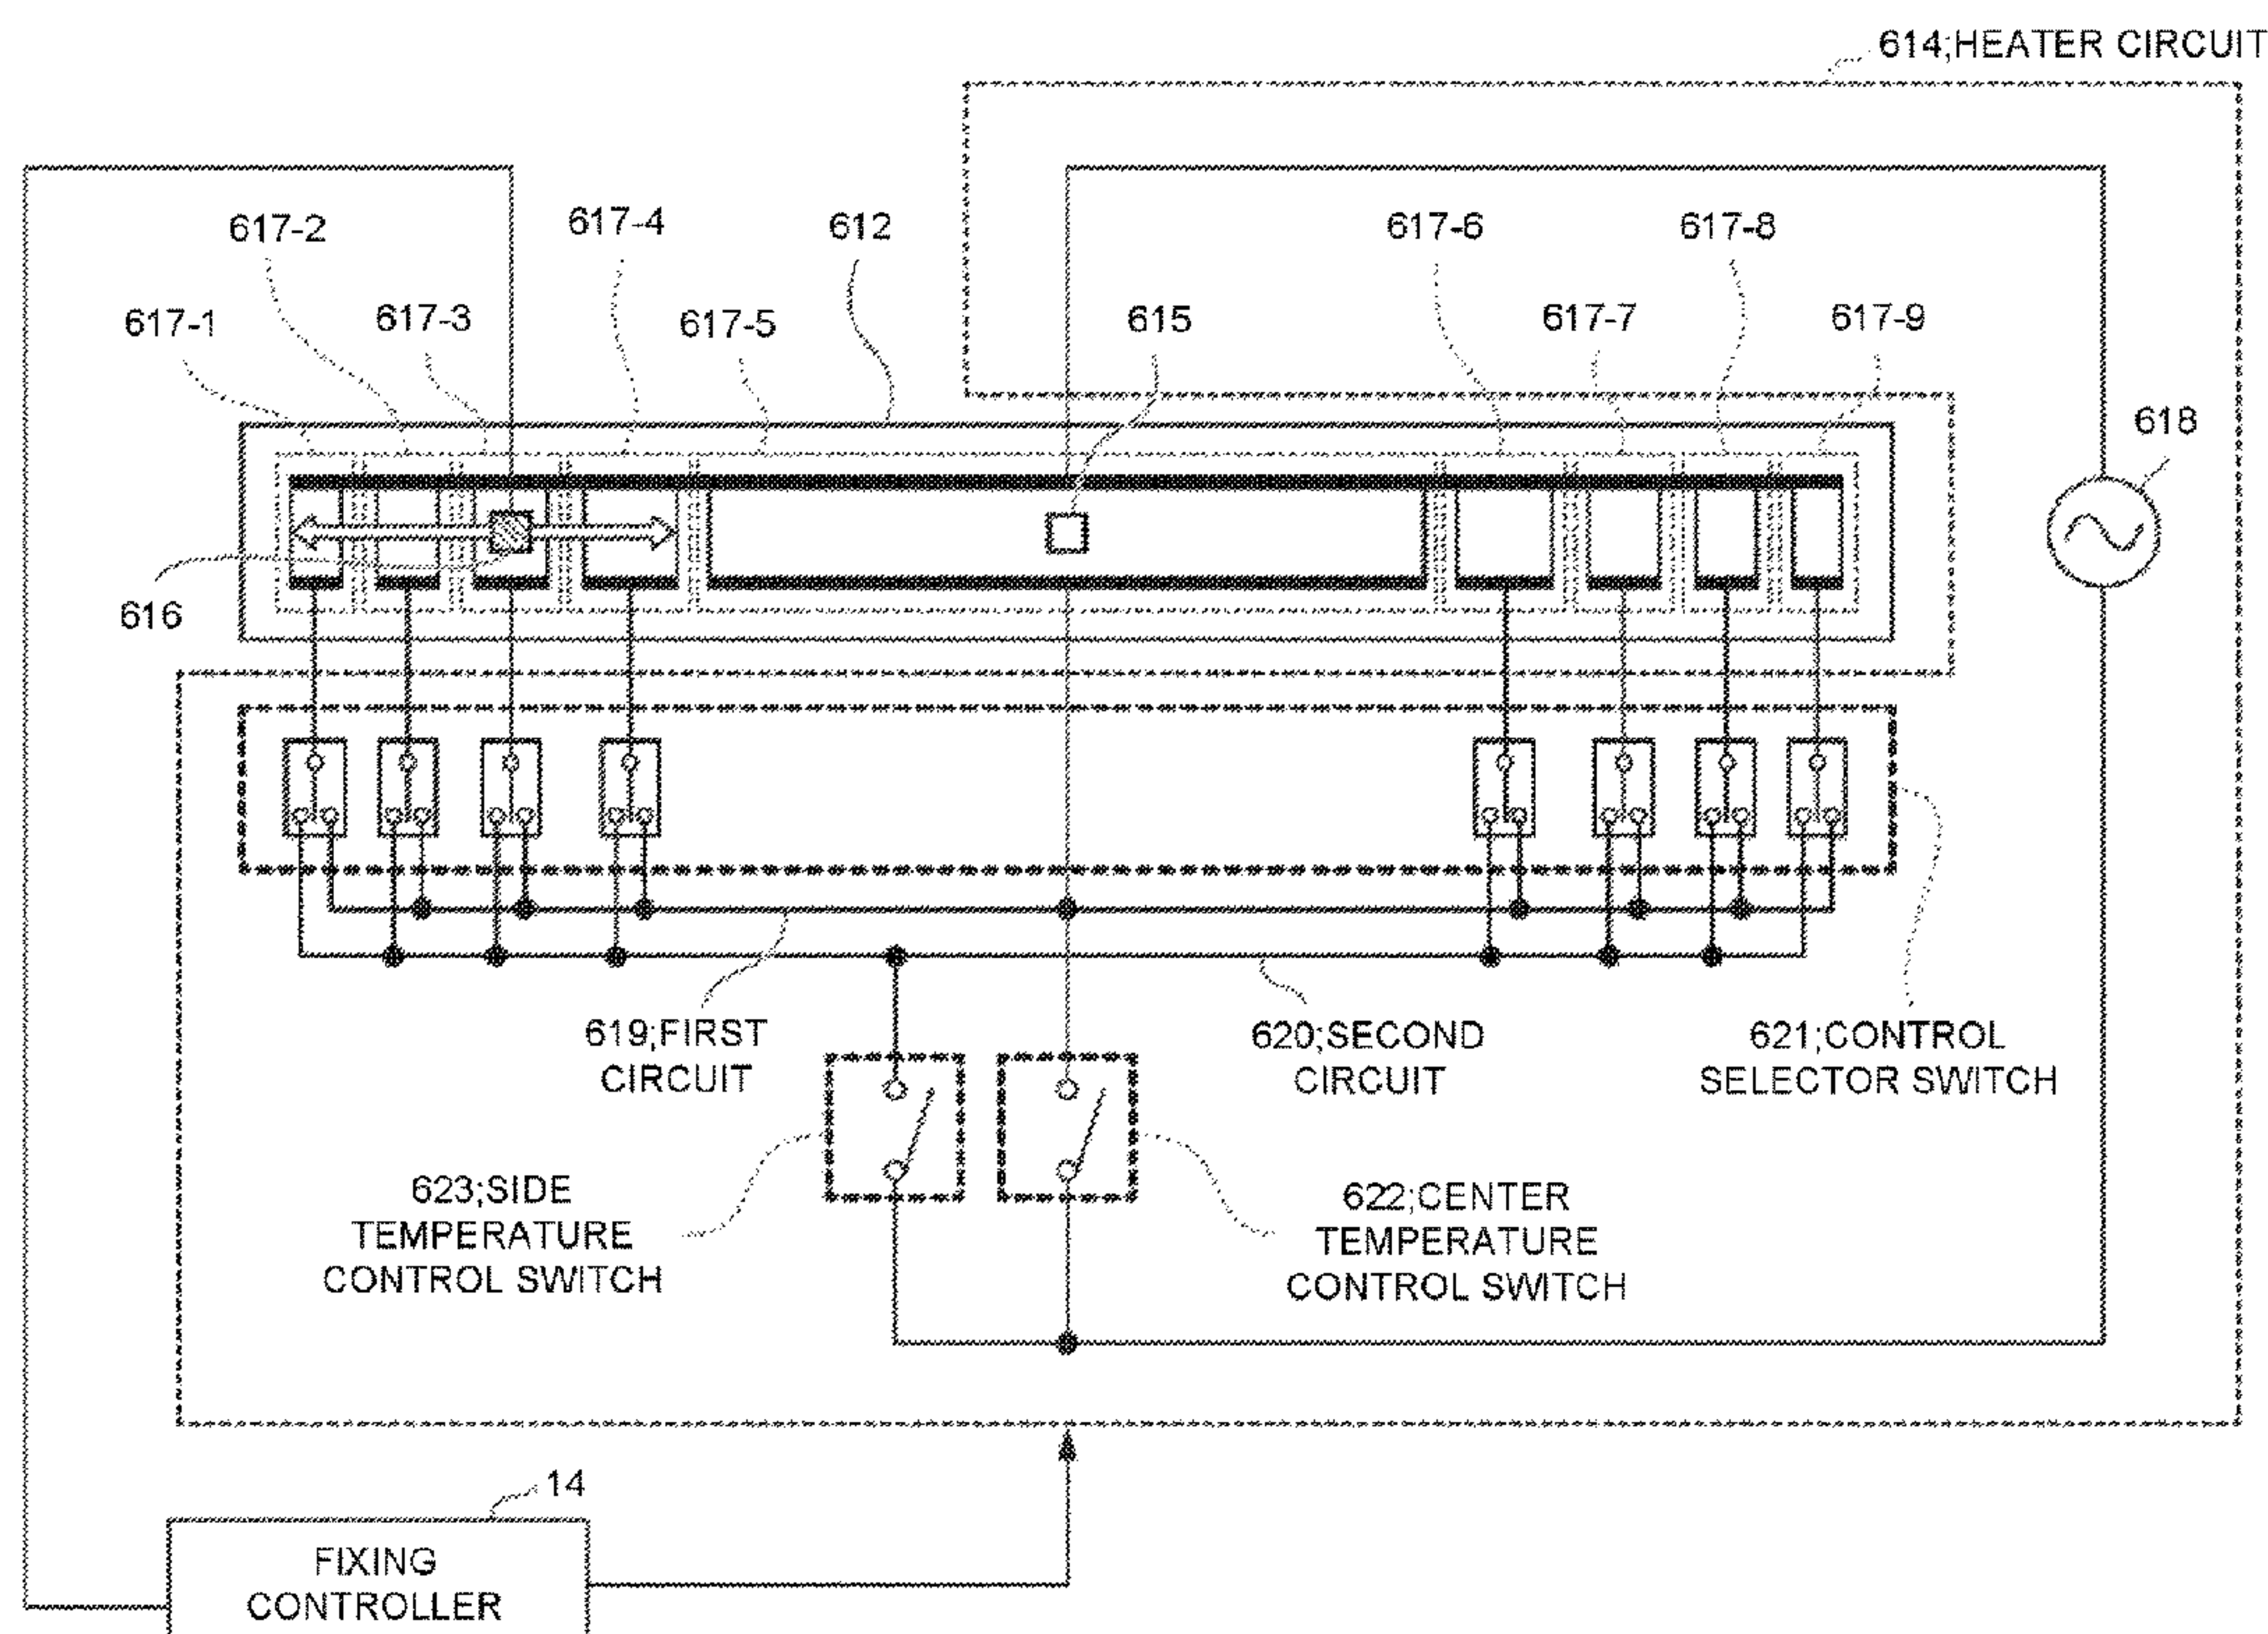 614;HEATER CIRCUIT
617-2
617-4
612
617-6
617-8
617-1
617-3
617-5
615
617-7
617-9
618
616
619;FIRST
CIRCUIT
620;SECOND
CIRCUIT
621;CONTROL
SELECTOR SWITCH
623;SIDE
TEMPERATURE
CONTROL SWITCH
622;CENTER
TEMPERATURE
CONTROL SWITCH
14
FIXING
CONTROLLER